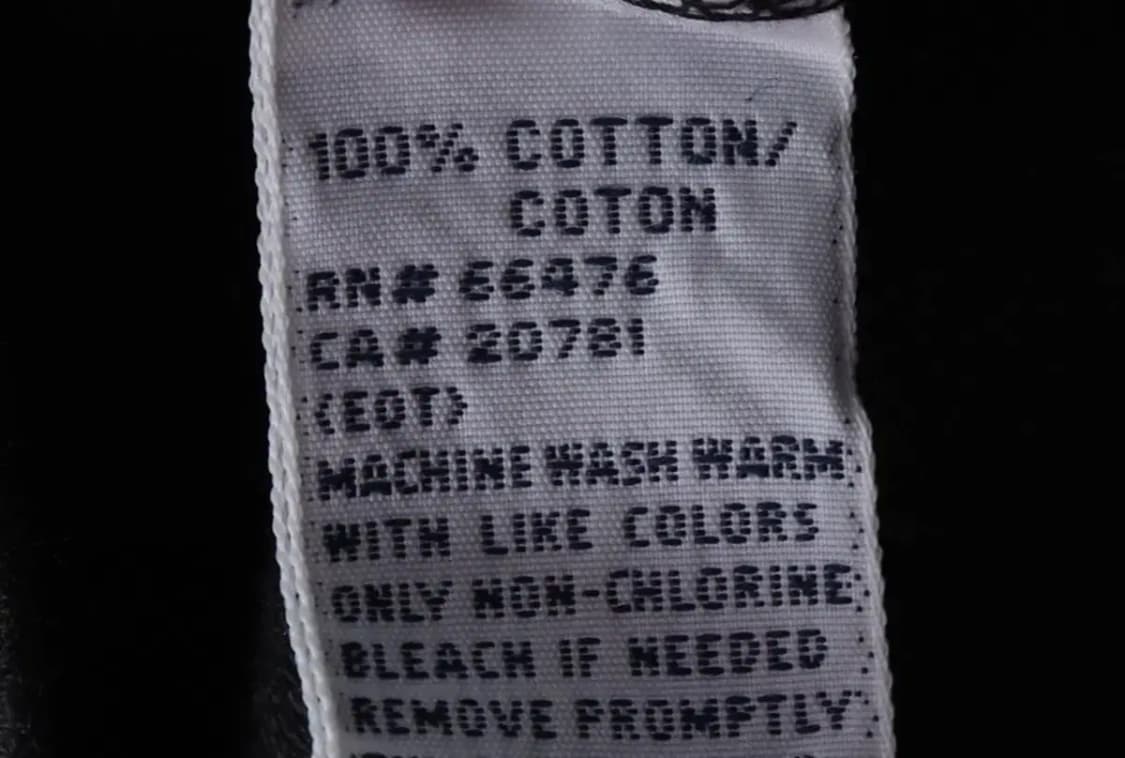 100% COTTON/
COTON
RN# 66476
CA# 20781
(EOT)
MACHINE WASH WARM
WITH LIKE COLORS
ONLY NON-CHLORINE
BLEACH IF NEEDED
REMOVE PROMPTLY